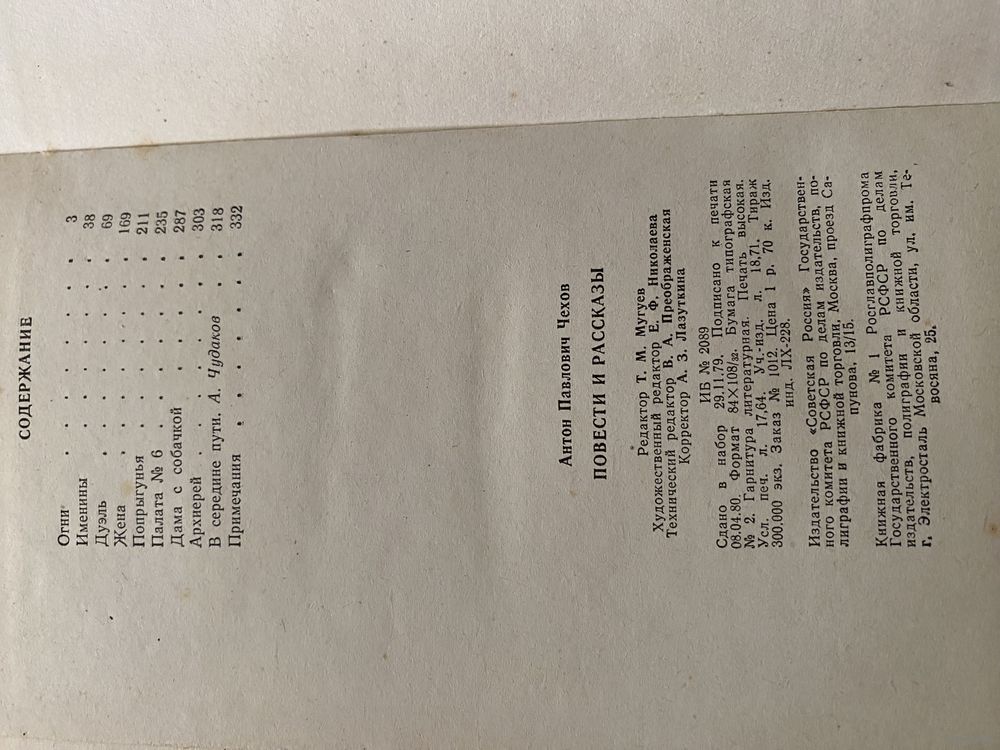 СОДЕРЖАНИЕ
Огни . . . . . . . . 3
Именины . . . . . . . 38
Дуэль . . . . . . . 69
Жена . . . . . . . 169
Попрыгунья . . . . . . 211
Палата № 6 . . . . . . 235
Дама с собачкой . . . . . 287
Архиерей . . . . . . . 303
В середине пути. А. Чудаков . . 318
Примечания . . . . . . 332
Антон Павлович Чехов
ПОВЕСТИ И РАССКАЗЫ
Редактор Т. М. Мугуев
Художественный редактор Е. Ф. Николаева
Технический редактор В. А. Преображенская
Корректор А. З. Лазуткина
ИБ № 2089
Сдано в набор 29.11.79. Подписано к печати
08.04.80. Формат 84×108/32. Бумага типографская
№ 2. Гарнитура литературная. Печать высокая.
Усл. печ. л. 17,64. Уч.-изд. л. 18,71. Тираж
300.000 экз. Заказ № 1012. Цена 1 р. 70 к. Изд.
инд. ЛХ-228.
Издательство «Советская Россия» Государствен-
ного комитета РСФСР по делам издательств, по-
лиграфии и книжной торговли. Москва, проезд Са-
пунова. 13/15.
Книжная фабрика № 1 Росглавполиграфпрома
Государственного комитета РСФСР по делам
издательств, полиграфии и книжной торговли,
г. Электросталь Московской области, ул. им. Те-
восяна, 25.